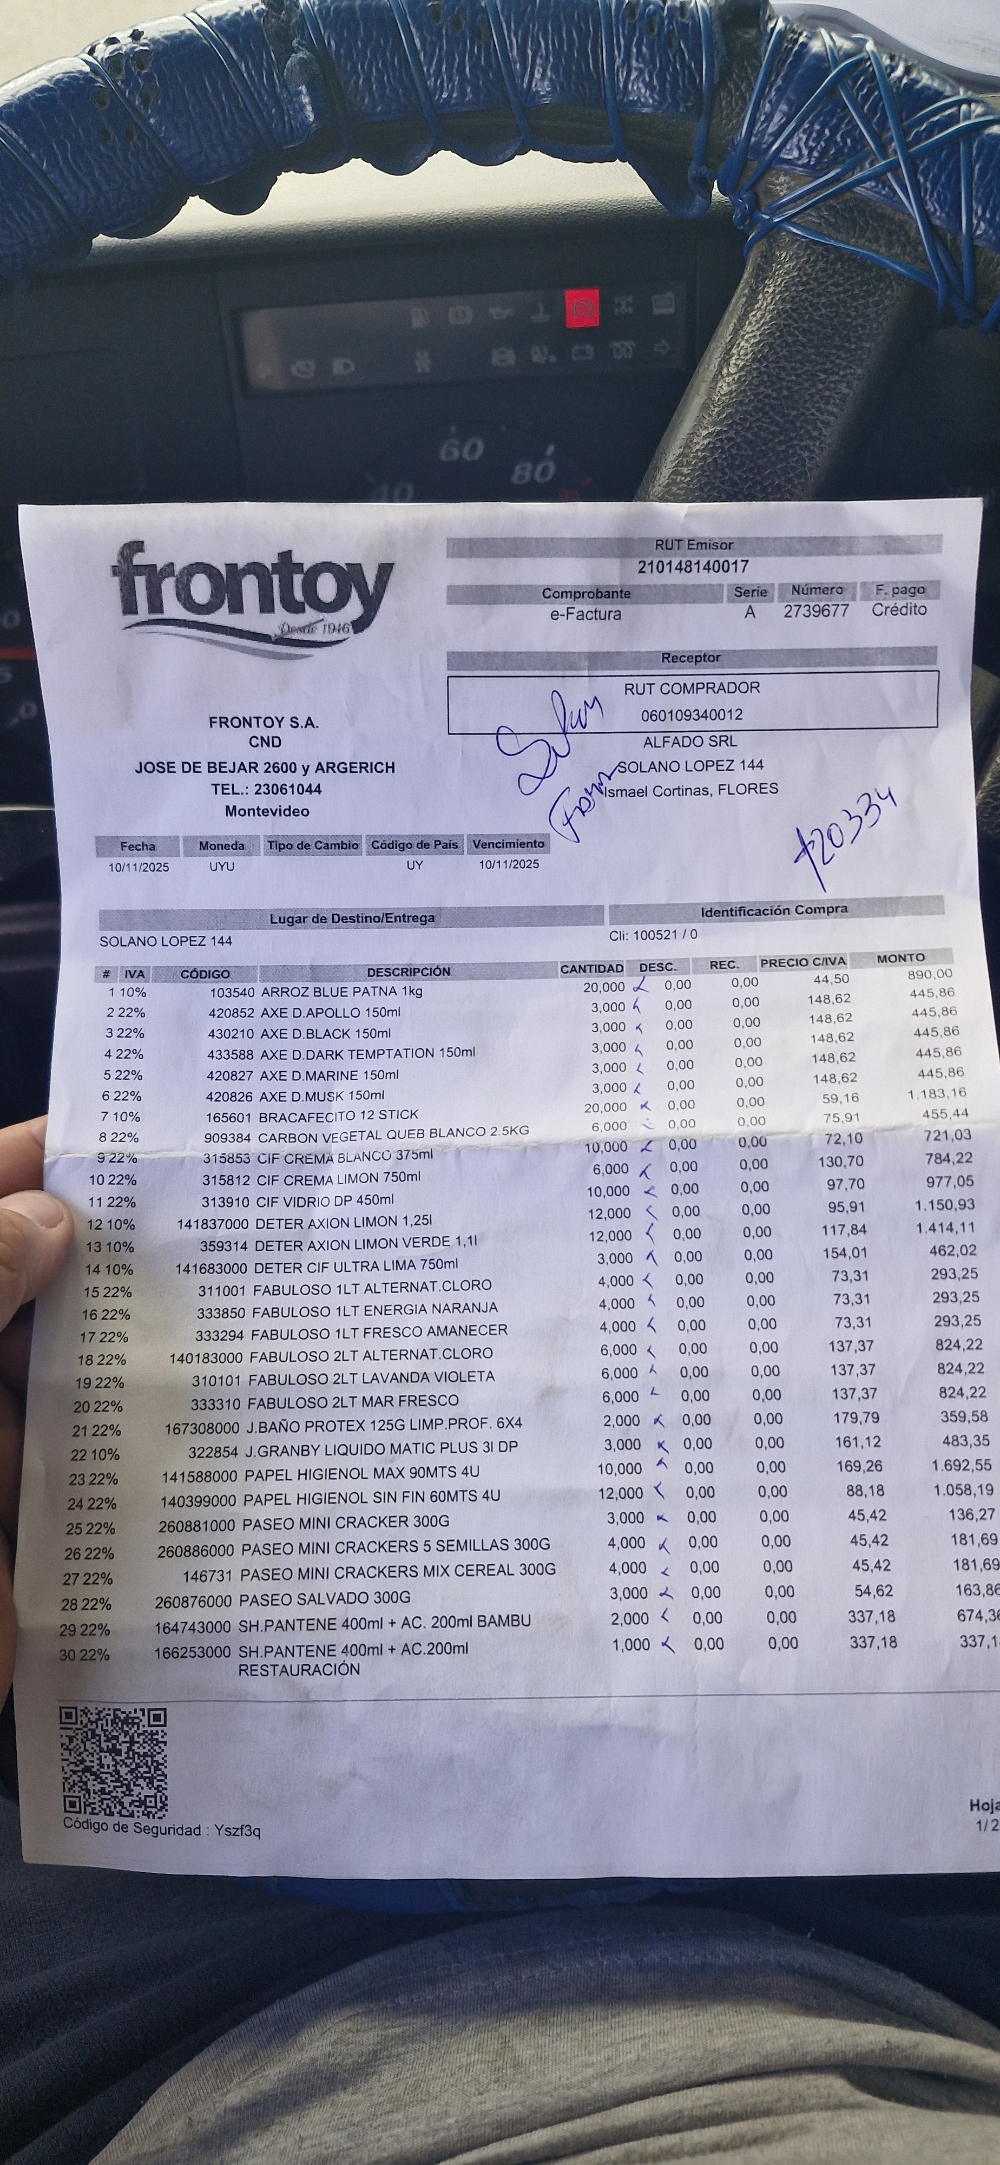 60
80
40
frontoy
Desde 1946
RUT Emisor
210148140017
Comprobante Serie Número F. pago
e-Factura A 2739677 Crédito
Receptor
RUT COMPRADOR
060109340012
ALFADO SRL
SOLANO LOPEZ 144
Ismael Cortinas, FLORES
FRONTOY S.A.
CND
JOSE DE BEJAR 2600 y ARGERICH
TEL.: 23061044
Montevideo
20334
Fecha Moneda Tipo de Cambio Código de País Vencimiento
10/11/2025 UYU UY 10/11/2025
Lugar de Destino/Entrega Identificación Compra
SOLANO LOPEZ 144 Cli: 100521 / 0
# IVA CÓDIGO DESCRIPCIÓN CANTIDAD DESC. REC. PRECIO C/IVA MONTO
1 10% 103540 ARROZ BLUE PATNA 1kg 20,000 0,00 0,00 44,50 890,00
2 22% 420852 AXE D.APOLLO 150ml 3,000 0,00 0,00 148,62 445,86
3 22% 430210 AXE D.BLACK 150ml 3,000 0,00 0,00 148,62 445,86
4 22% 433588 AXE D.DARK TEMPTATION 150ml 3,000 0,00 0,00 148,62 445,86
5 22% 420827 AXE D.MARINE 150ml 3,000 0,00 0,00 148,62 445,86
6 22% 420826 AXE D.MUSK 150ml 3,000 0,00 0,00 148,62 445,86
7 10% 165601 BRACAFECITO 12 STICK 20,000 0,00 0,00 59,16 1.183,16
8 22% 909384 CARBON VEGETAL QUEB BLANCO 2.5KG 6,000 0,00 0,00 75,91 455,44
9 22% 315853 CIF CREMA BLANCO 375ml 10,000 0,00 0,00 72,10 721,03
10 22% 315812 CIF CREMA LIMON 750ml 6,000 0,00 0,00 130,70 784,22
11 22% 313910 CIF VIDRIO DP 450ml 10,000 0,00 0,00 97,70 977,05
12 10% 141837000 DETER AXION LIMON 1,25l 12,000 0,00 0,00 95,91 1.150,93
13 10% 359314 DETER AXION LIMON VERDE 1,1l 12,000 0,00 0,00 117,84 1.414,11
14 10% 141683000 DETER CIF ULTRA LIMA 750ml 3,000 0,00 0,00 154,01 462,02
15 22% 311001 FABULOSO 1LT ALTERNAT.CLORO 4,000 0,00 0,00 73,31 293,25
16 22% 333850 FABULOSO 1LT ENERGIA NARANJA 4,000 0,00 0,00 73,31 293,25
17 22% 333294 FABULOSO 1LT FRESCO AMANECER 4,000 0,00 0,00 73,31 293,25
18 22% 140183000 FABULOSO 2LT ALTERNAT.CLORO 6,000 0,00 0,00 137,37 824,22
19 22% 310101 FABULOSO 2LT LAVANDA VIOLETA 6,000 0,00 0,00 137,37 824,22
20 22% 333310 FABULOSO 2LT MAR FRESCO 6,000 0,00 0,00 137,37 824,22
21 22% 167308000 J.BAÑO PROTEX 125G LIMP.PROF. 6X4 2,000 0,00 0,00 179,79 359,58
22 10% 322854 J.GRANBY LIQUIDO MATIC PLUS 3l DP 3,000 0,00 0,00 161,12 483,35
23 22% 141588000 PAPEL HIGIENOL MAX 90MTS 4U 10,000 0,00 0,00 169,26 1.692,55
24 22% 140399000 PAPEL HIGIENOL SIN FIN 60MTS 4U 12,000 0,00 0,00 88,18 1.058,19
25 22% 260881000 PASEO MINI CRACKER 300G 3,000 0,00 0,00 45,42 136,27
26 22% 260886000 PASEO MINI CRACKERS 5 SEMILLAS 300G 4,000 0,00 0,00 45,42 181,69
27 22% 146731 PASEO MINI CRACKERS MIX CEREAL 300G 4,000 0,00 0,00 45,42 181,69
28 22% 260876000 PASEO SALVADO 300G 3,000 0,00 0,00 54,62 163,86
29 22% 164743000 SH.PANTENE 400ml + AC. 200ml BAMBU 2,000 0,00 0,00 337,18 674,36
30 22% 166253000 SH.PANTENE 400ml + AC.200ml 1,000 0,00 0,00 337,18 337,1
RESTAURACIÓN
Código de Seguridad : Yszf3q
Hoja
1/ 2